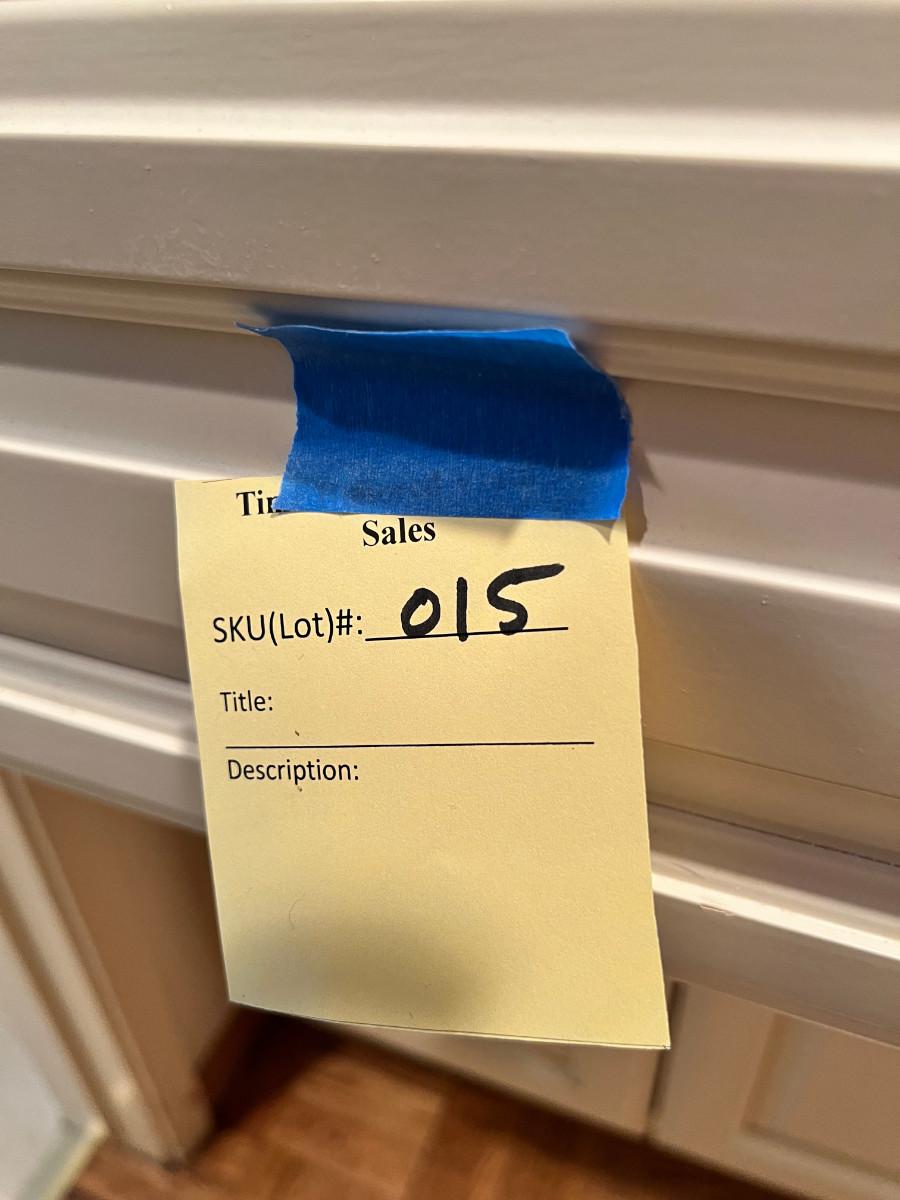 Sales
SKU(Lot)#: 015
Title:
Description: